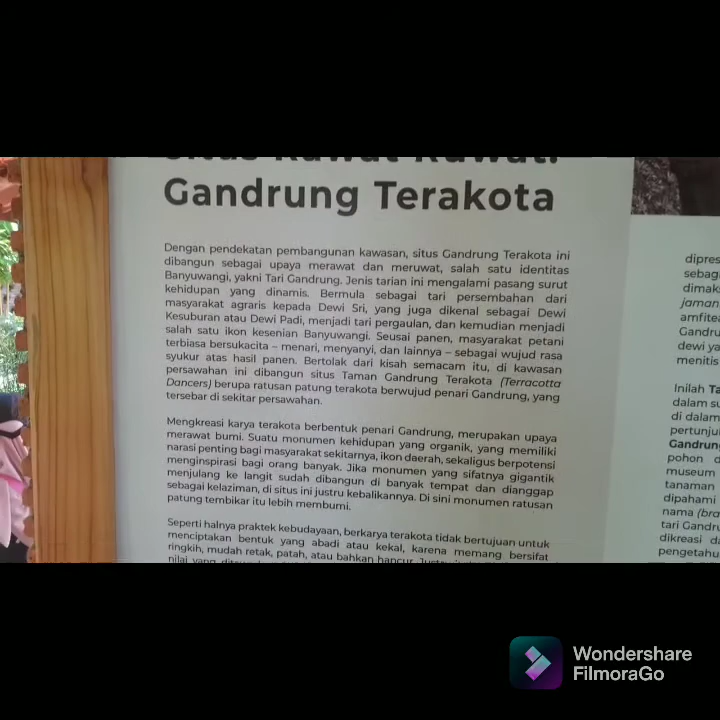 Situs Rawat Ruwat:
Gandrung Terakota
Dengan pendekatan pembangunan kawasan, situs Gandrung Terakota ini
dibangun sebagai upaya merawat dan meruwat, salah satu identitas
Banyuwangi, yakni Tari Gandrung. Jenis tarian ini mengalami pasang surut
kehidupan yang dinamis. Bermula sebagai tari persembahan dari
masyarakat agraris kepada Dewi Sri, yang juga dikenal sebagai Dewi
Kesuburan atau Dewi Padi, menjadi tari pergaulan, dan kemudian menjadi
salah satu ikon kesenian Banyuwangi. Seusai panen, masyarakat petani
terbiasa bersukacita – menari, menyanyi, dan lainnya – sebagai wujud rasa
syukur atas hasil panen. Bertolak dari kisah semacam itu, di kawasan
persawahan ini dibangun situs Taman Gandrung Terakota (Terracotta
Dancers) berupa ratusan patung terakota berwujud penari Gandrung, yang
tersebar di sekitar persawahan.
Mengkreasi karya terakota berbentuk penari Gandrung, merupakan upaya
merawat bumi. Suatu monumen kehidupan yang organik, yang memiliki
narasi penting bagi masyarakat sekitarnya, ikon daerah, sekaligus berpotensi
menginspirasi bagi orang banyak. Jika monumen yang sifatnya gigantik
menjulang ke langit sudah dibangun di banyak tempat dan dianggap
sebagai kelaziman, di situs ini justru kebalikannya. Di sini monumen ratusan
patung tembikar itu lebih membumi.
Seperti halnya praktek kebudayaan, berkarya terakota tidak bertujuan untuk
menciptakan bentuk yang abadi atau kekal, karena memang bersifat
ringkih, mudah retak, patah, atau bahkan hancur.
nilai yang
dipres
sebag
dimaks
jaman
amfitea
Gandru
dewi ya
menitis
Inilah Ta
dalam su
di dalam
pertunju
Gandrung
pohon d
museum
tanaman
dipahami
nama (bra
tari Gandru
dikreasi da
pengetahu
Wondershare
FilmoraGo